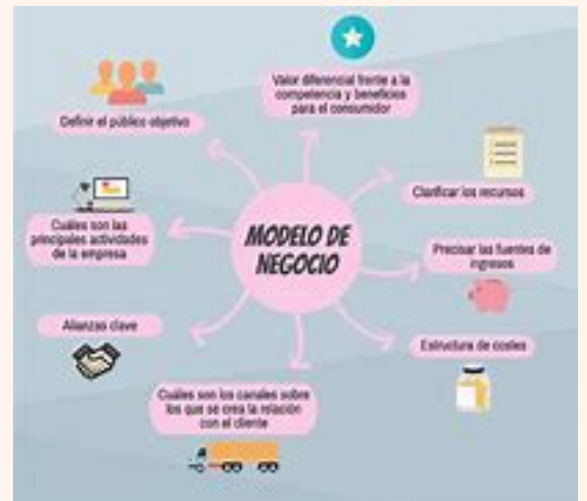 Valor diferencial frente a la
competencia y beneficios
para el consumidor
Definir el público objetivo
Clarificar los recursos
Cuáles son las
principales actividades
de la empresa
MODELO DE
NEGOCIO
Precisar las fuentes de
ingresos
Alianzas clave
Estructura de costes
Cuáles son los canales sobre
los que se crea la relación
con el cliente